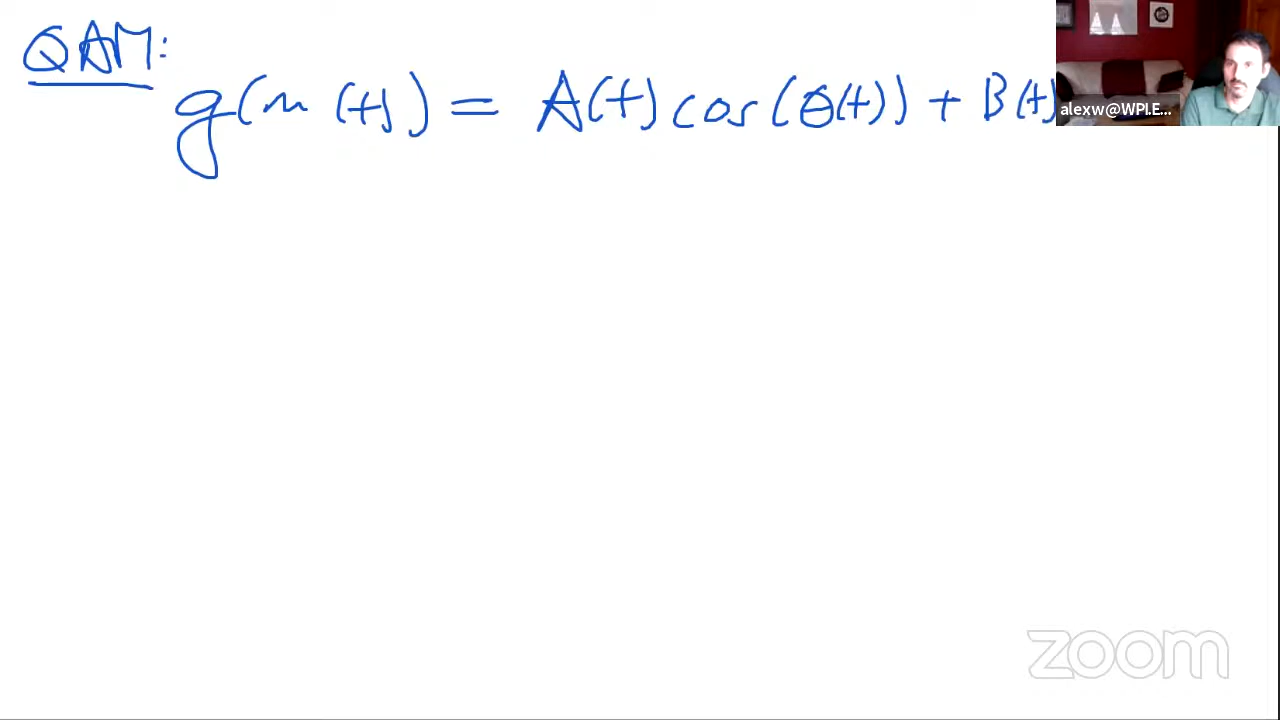 QAM:
g(m(t)) = A(t) cos(θ(t)) + B(t)
alexw@WPI.E...
zoom